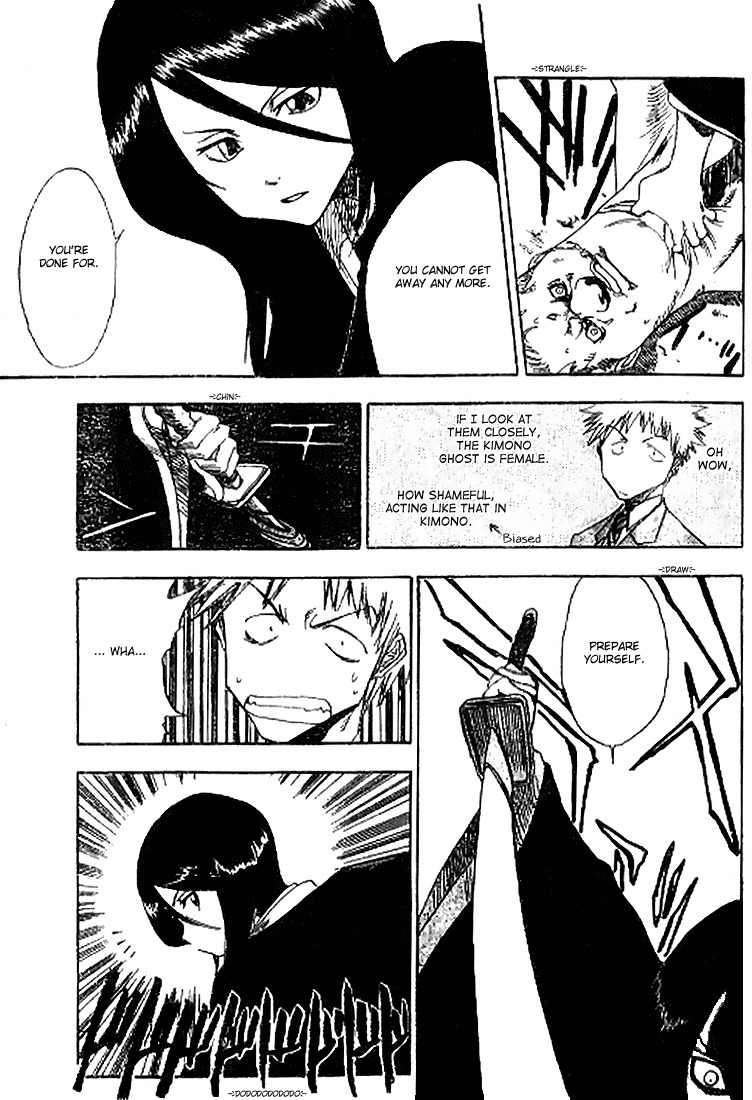 -:STRANGLE:-
YOU CANNOT GET
AWAY ANY MORE.
YOU'RE
DONE FOR.
OH
WOW,
IF I LOOK AT
THEM CLOSELY,
THE KIMONO
GHOST IS FEMALE.
HOW SHAMEFUL,
ACTING LIKE THAT IN
KIMONO.
Biased
-:CHIN:-
チ
-:DRAW:-
PREPARE
YOURSELF.
... WHA...
-:DODODODODODO:-